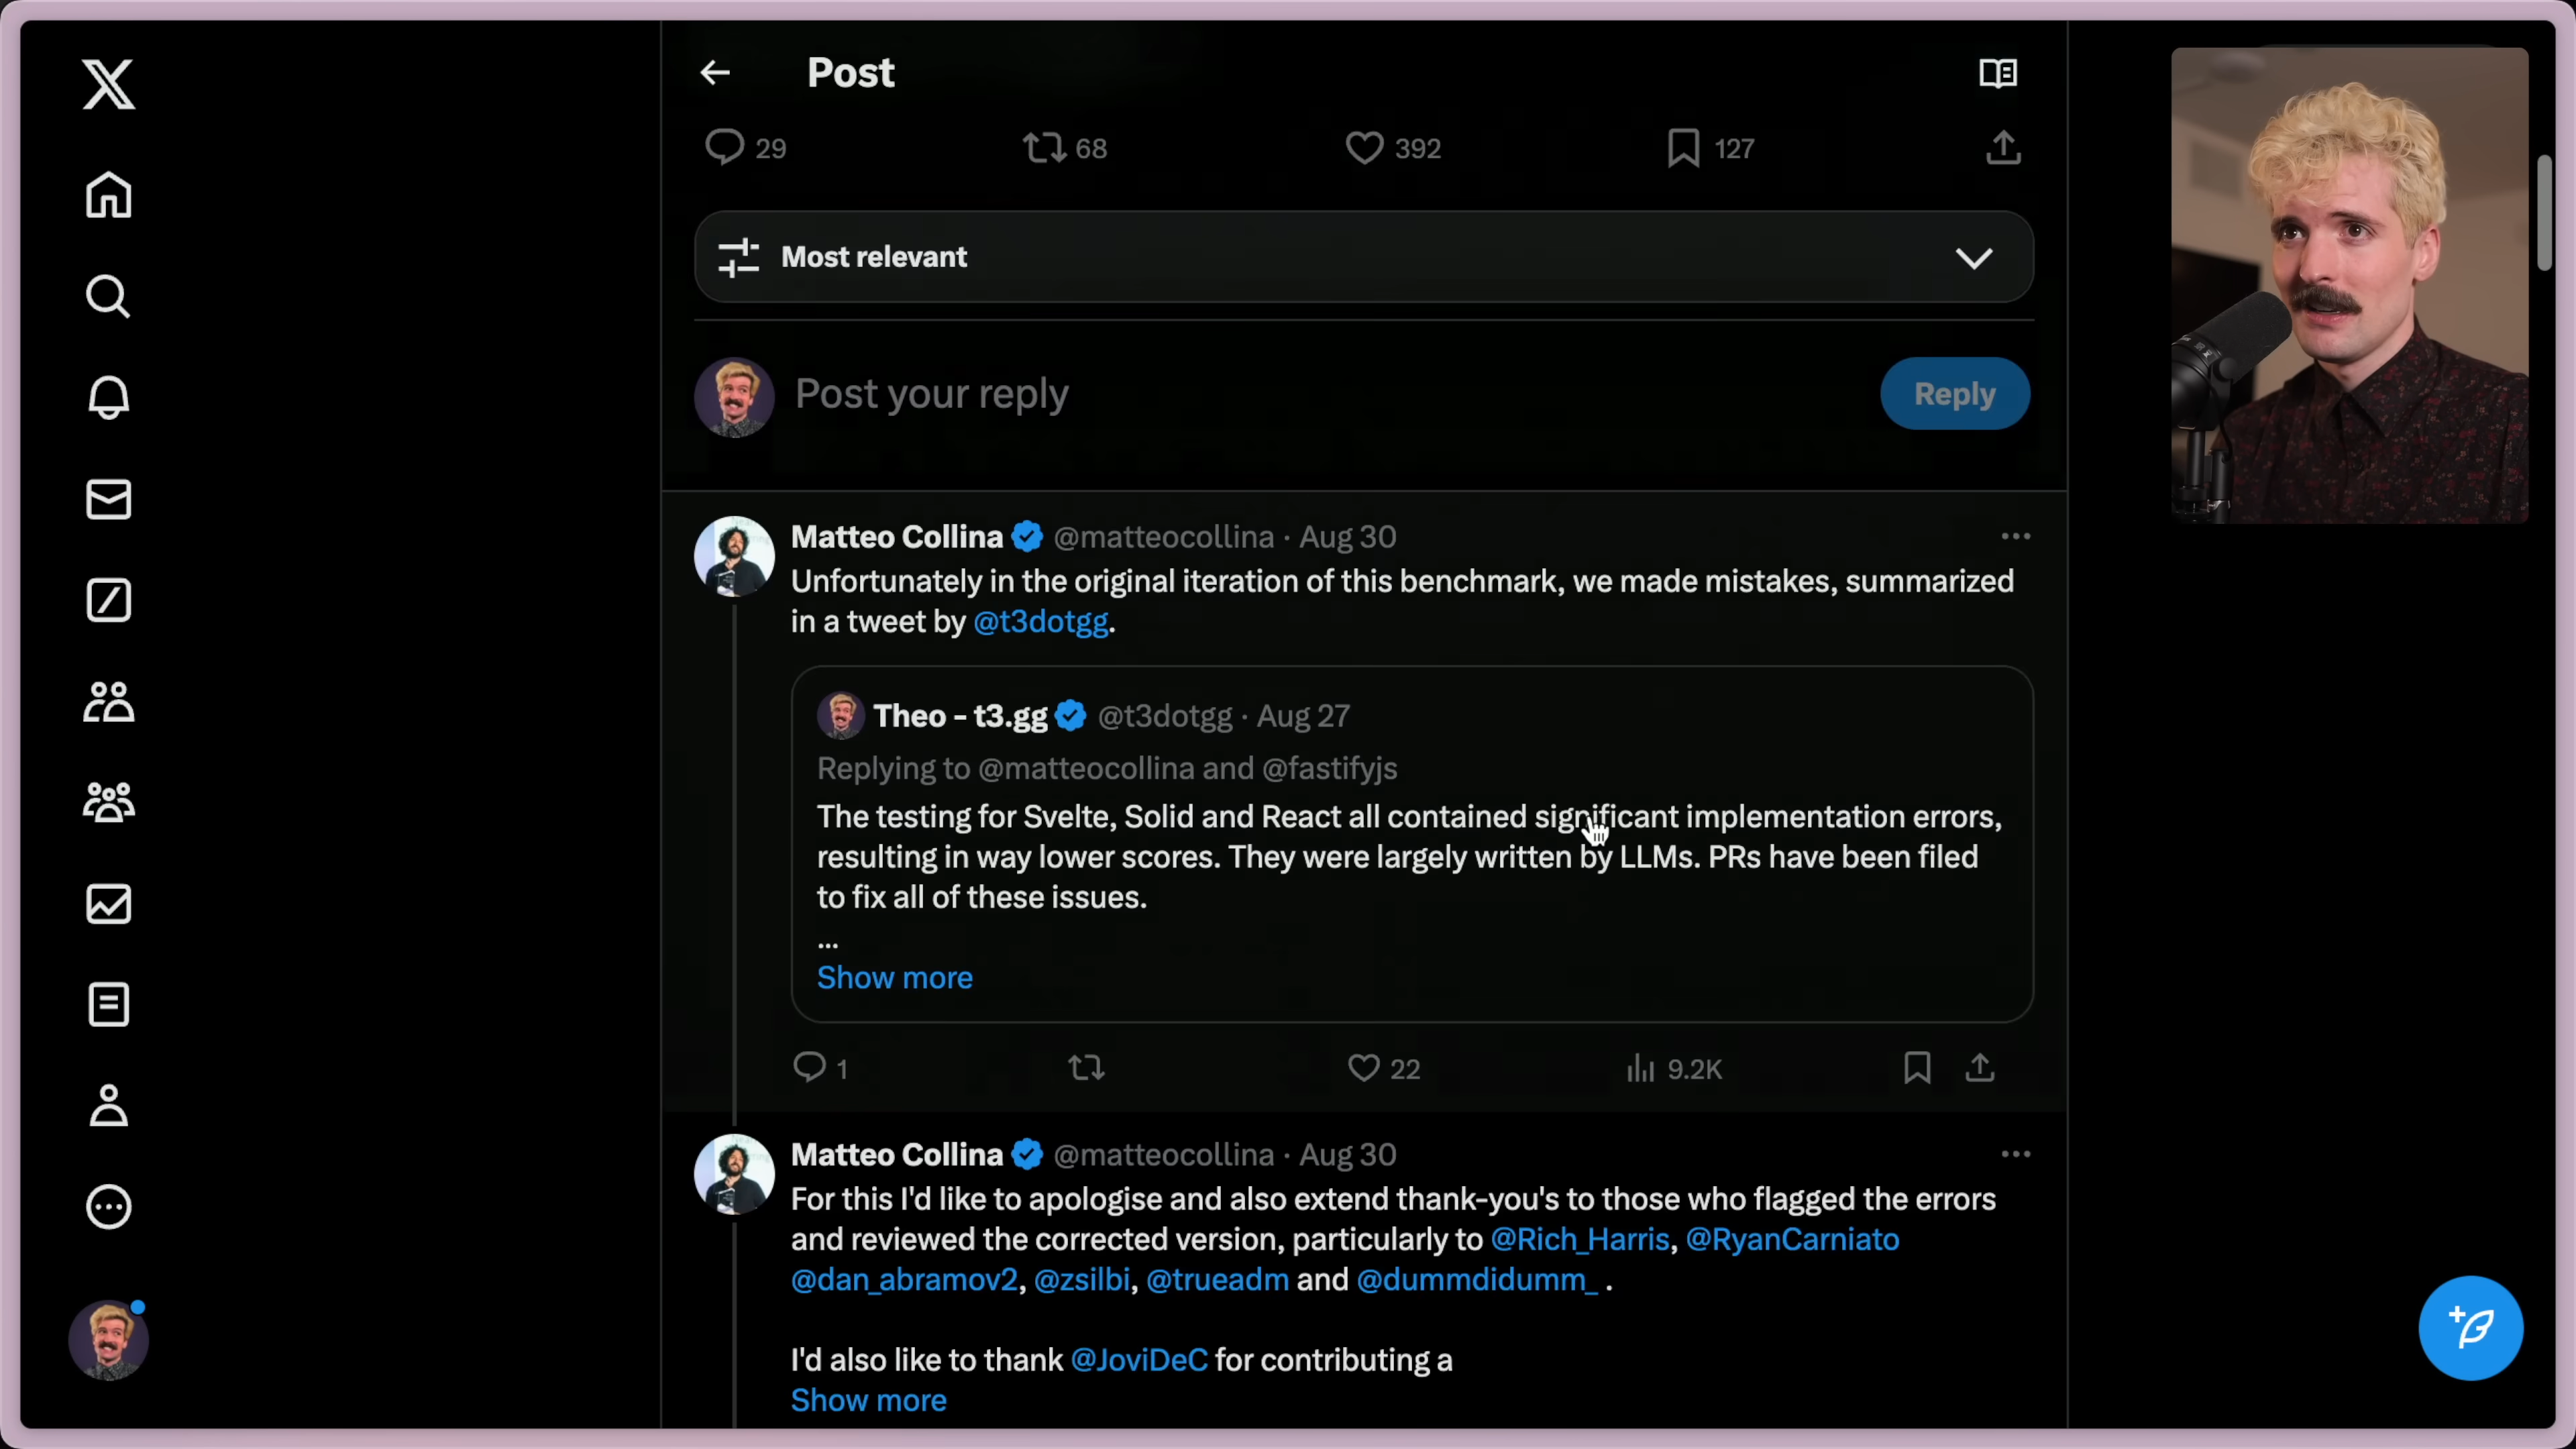 Post
29 68 392 127
Most relevant
Post your reply
Reply
Matteo Collina @matteocollina · Aug 30
Unfortunately in the original iteration of this benchmark, we made mistakes, summarized
in a tweet by @t3dotgg.
Theo - t3.gg @t3dotgg · Aug 27
Replying to @matteocollina and @fastifyjs
The testing for Svelte, Solid and React all contained significant implementation errors,
resulting in way lower scores. They were largely written by LLMs. PRs have been filed
to fix all of these issues.
...
Show more
1 22 9.2K
Matteo Collina @matteocollina · Aug 30
For this I'd like to apologise and also extend thank-you's to those who flagged the errors
and reviewed the corrected version, particularly to @Rich_Harris, @RyanCarniato
@dan_abramov2, @zsilbi, @trueadm and @dummdidumm_ .
I'd also like to thank @JoviDeC for contributing a
Show more